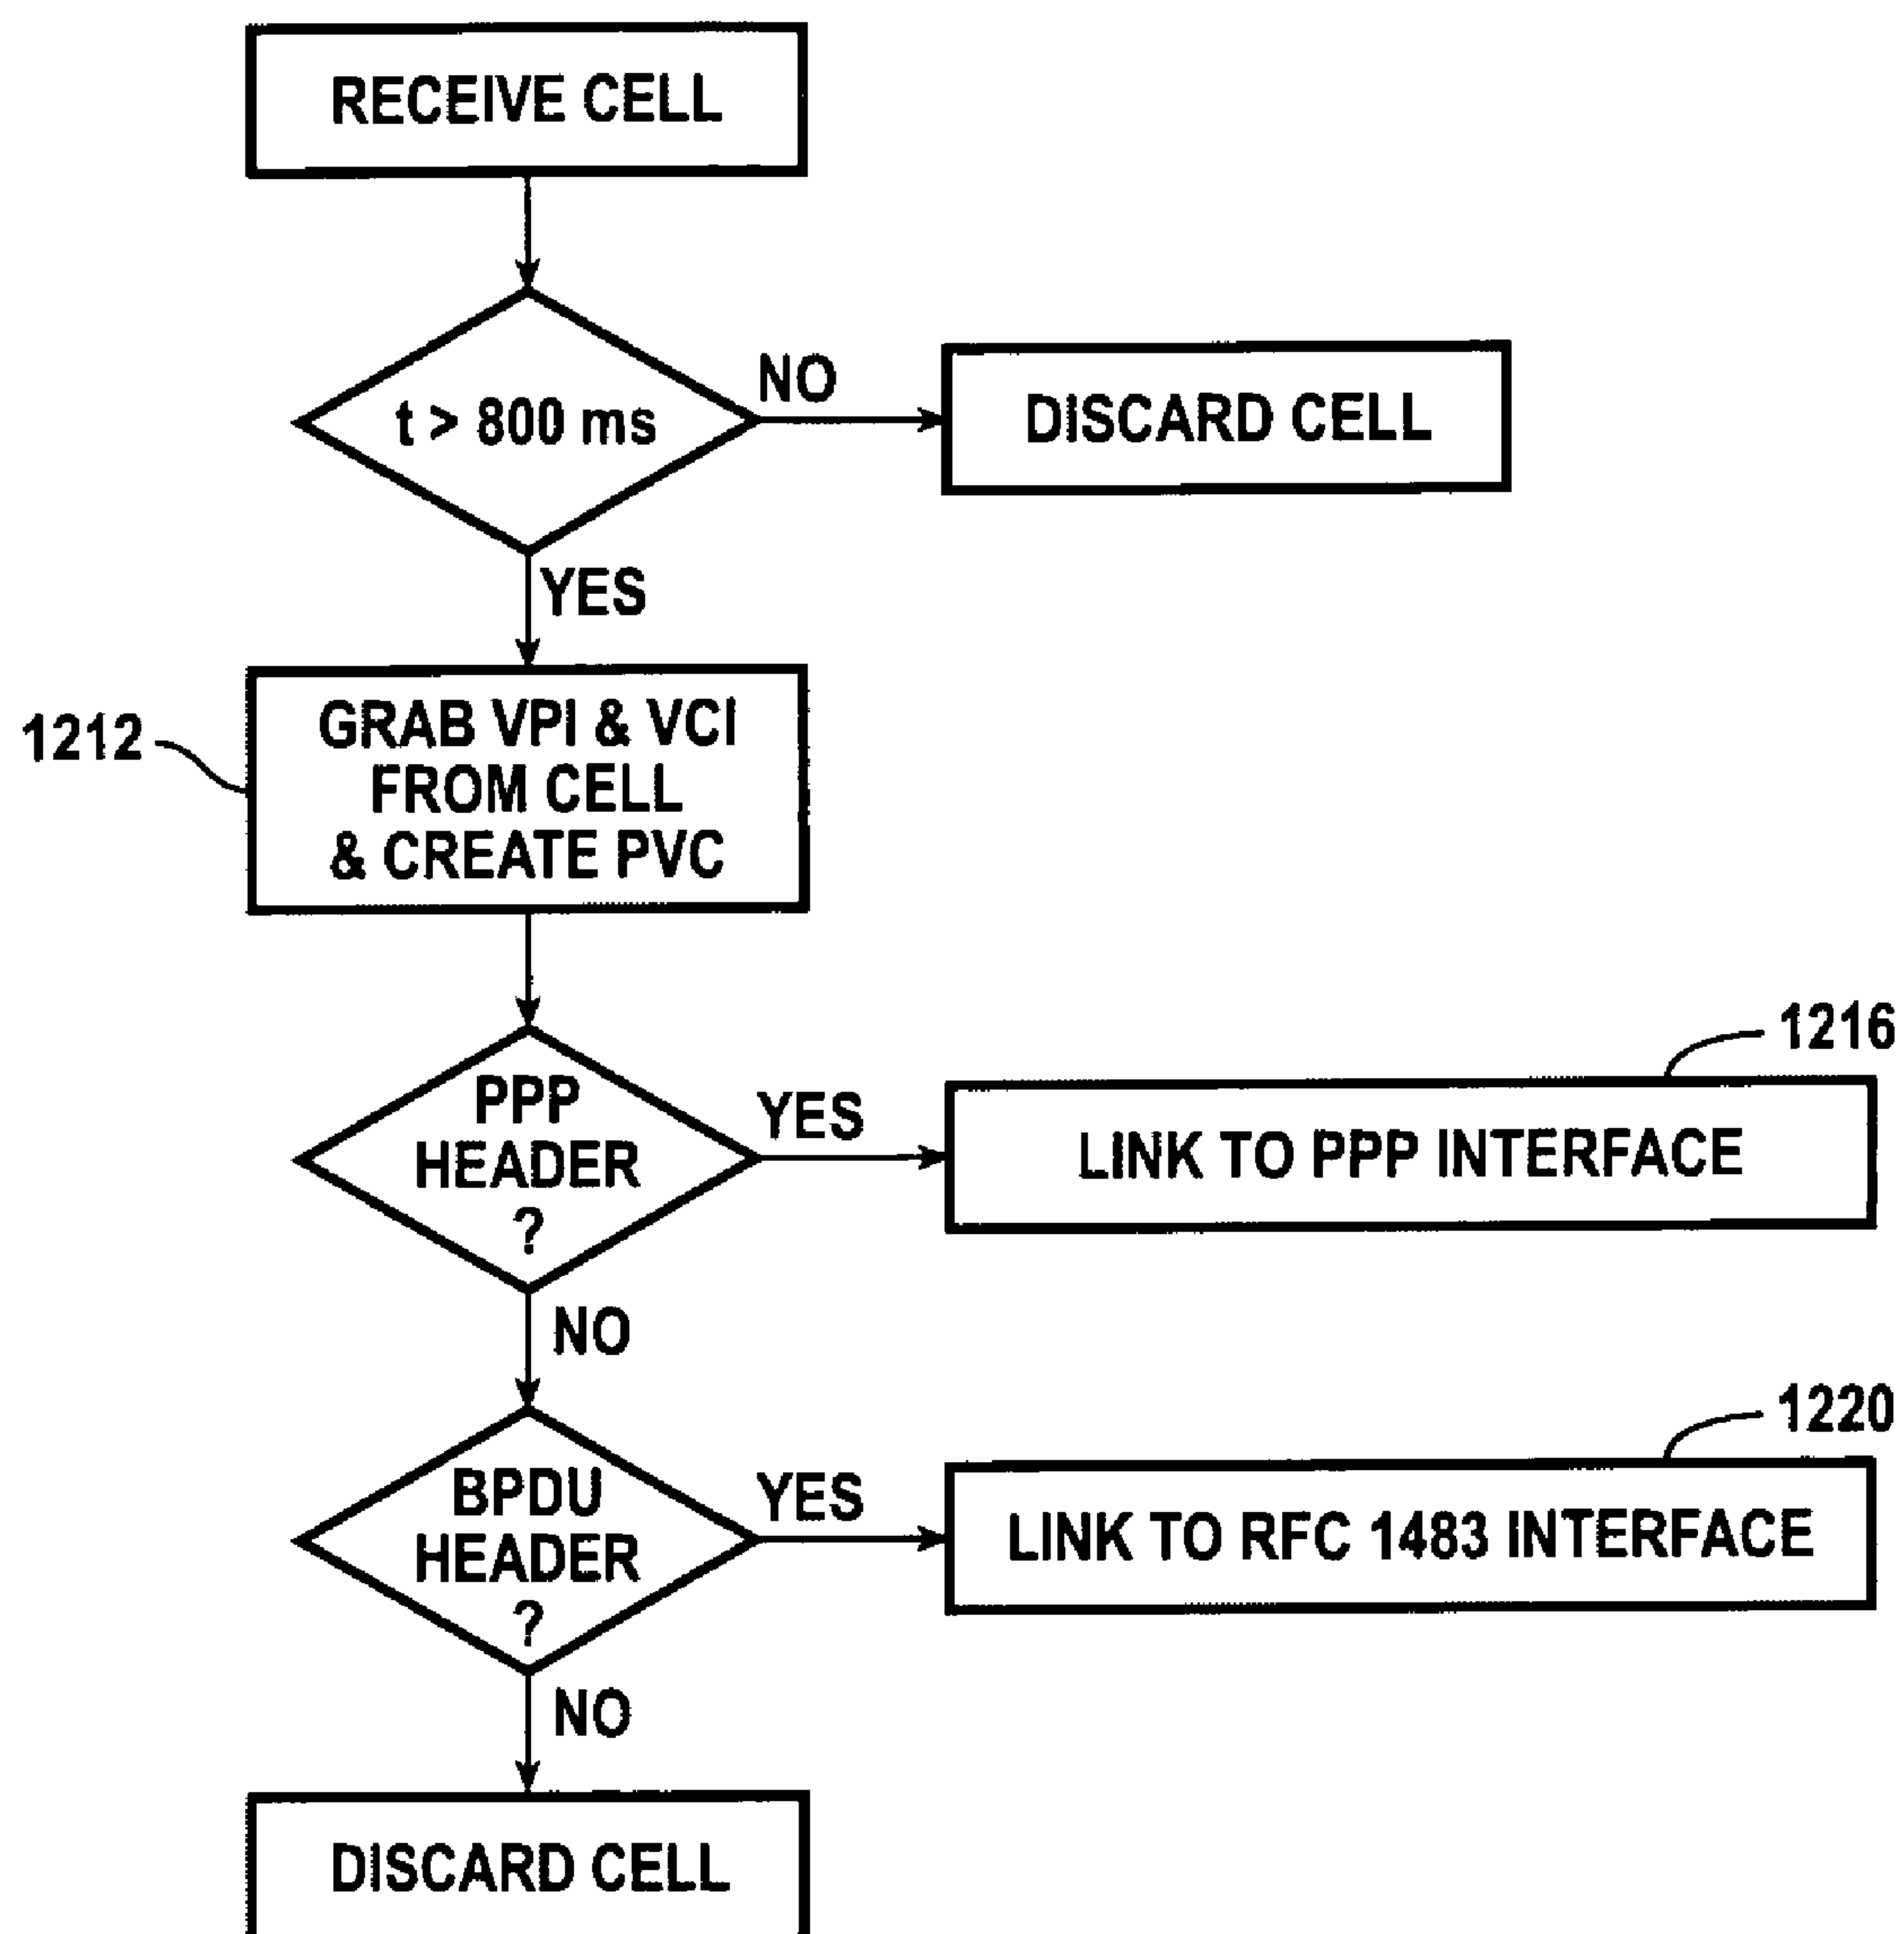 RECEIVE CELL
t > 800 ms
NO
DISCARD CELL
YES
1212
GRAB VPI & VCI
FROM CELL
& CREATE PVC
1216
PPP
HEADER
?
YES
LINK TO PPP INTERFACE
NO
1220
BPDU
HEADER
?
YES
LINK TO RFC 1483 INTERFACE
NO
DISCARD CELL